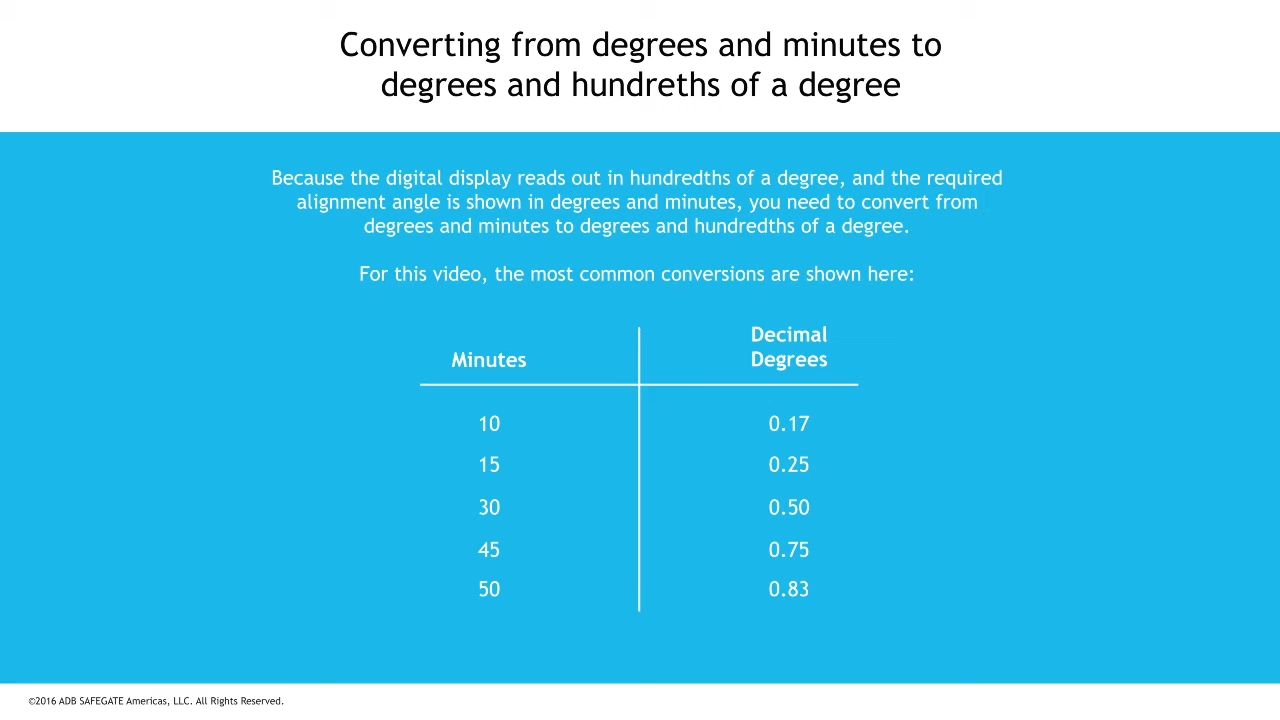 Converting from degrees and minutes to
degrees and hundreths of a degree
Because the digital display reads out in hundredths of a degree, and the required
alignment angle is shown in degrees and minutes, you need to convert from
degrees and minutes to degrees and hundredths of a degree.
For this video, the most common conversions are shown here:
Minutes
Decimal
Degrees
10 0.17
15 0.25
30 0.50
45 0.75
50 0.83
©2016 ADB SAFEGATE Americas, LLC. All Rights Reserved.